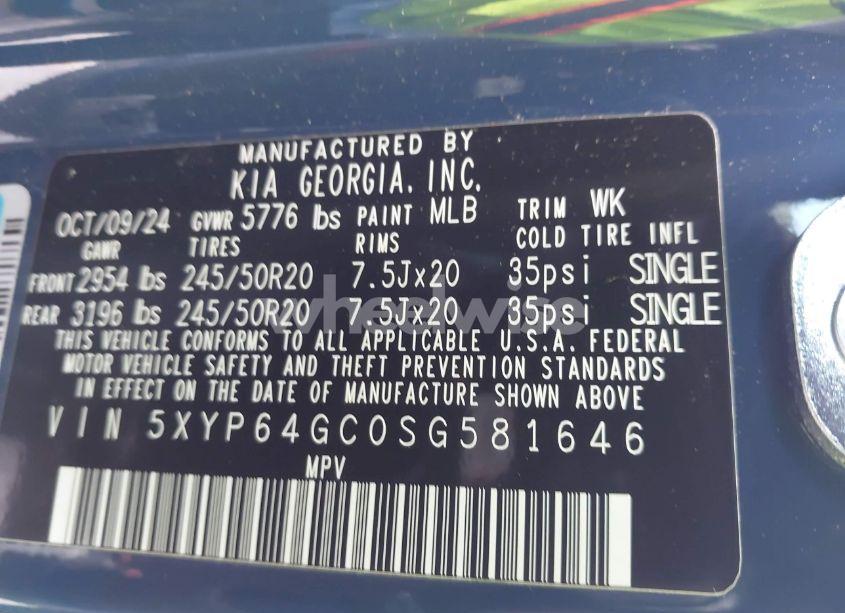 MANUFACTURED BY
KIA GEORGIA, INC.
OCT/09/24 GVWR 5776 lbs PAINT MLB TRIM WK
GAWR TIRES RIMS COLD TIRE INFL
FRONT 2954 lbs 245/50R20 7.5Jx20 35psi SINGLE
REAR 3196 lbs 245/50R20 7.5Jx20 35psi SINGLE
wheelwise
THIS VEHICLE CONFORMS TO ALL APPLICABLE U.S.A. FEDERAL
MOTOR VEHICLE SAFETY AND THEFT PREVENTION STANDARDS
IN EFFECT ON THE DATE OF MANUFACTURE SHOWN ABOVE
VIN 5XYP64GC0SG581646
MPV